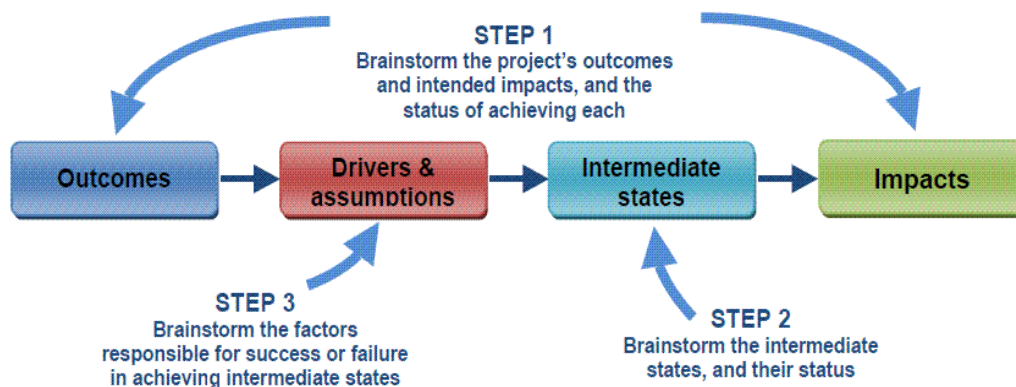 STEP 1
Brainstorm the project's outcomes
and intended impacts, and the
status of achieving each
Outcomes
Drivers &
assumptions
Intermediate
states
Impacts
STEP 3
Brainstorm the factors
responsible for success or failure
in achieving intermediate states
STEP 2
Brainstorm the intermediate
states, and their status